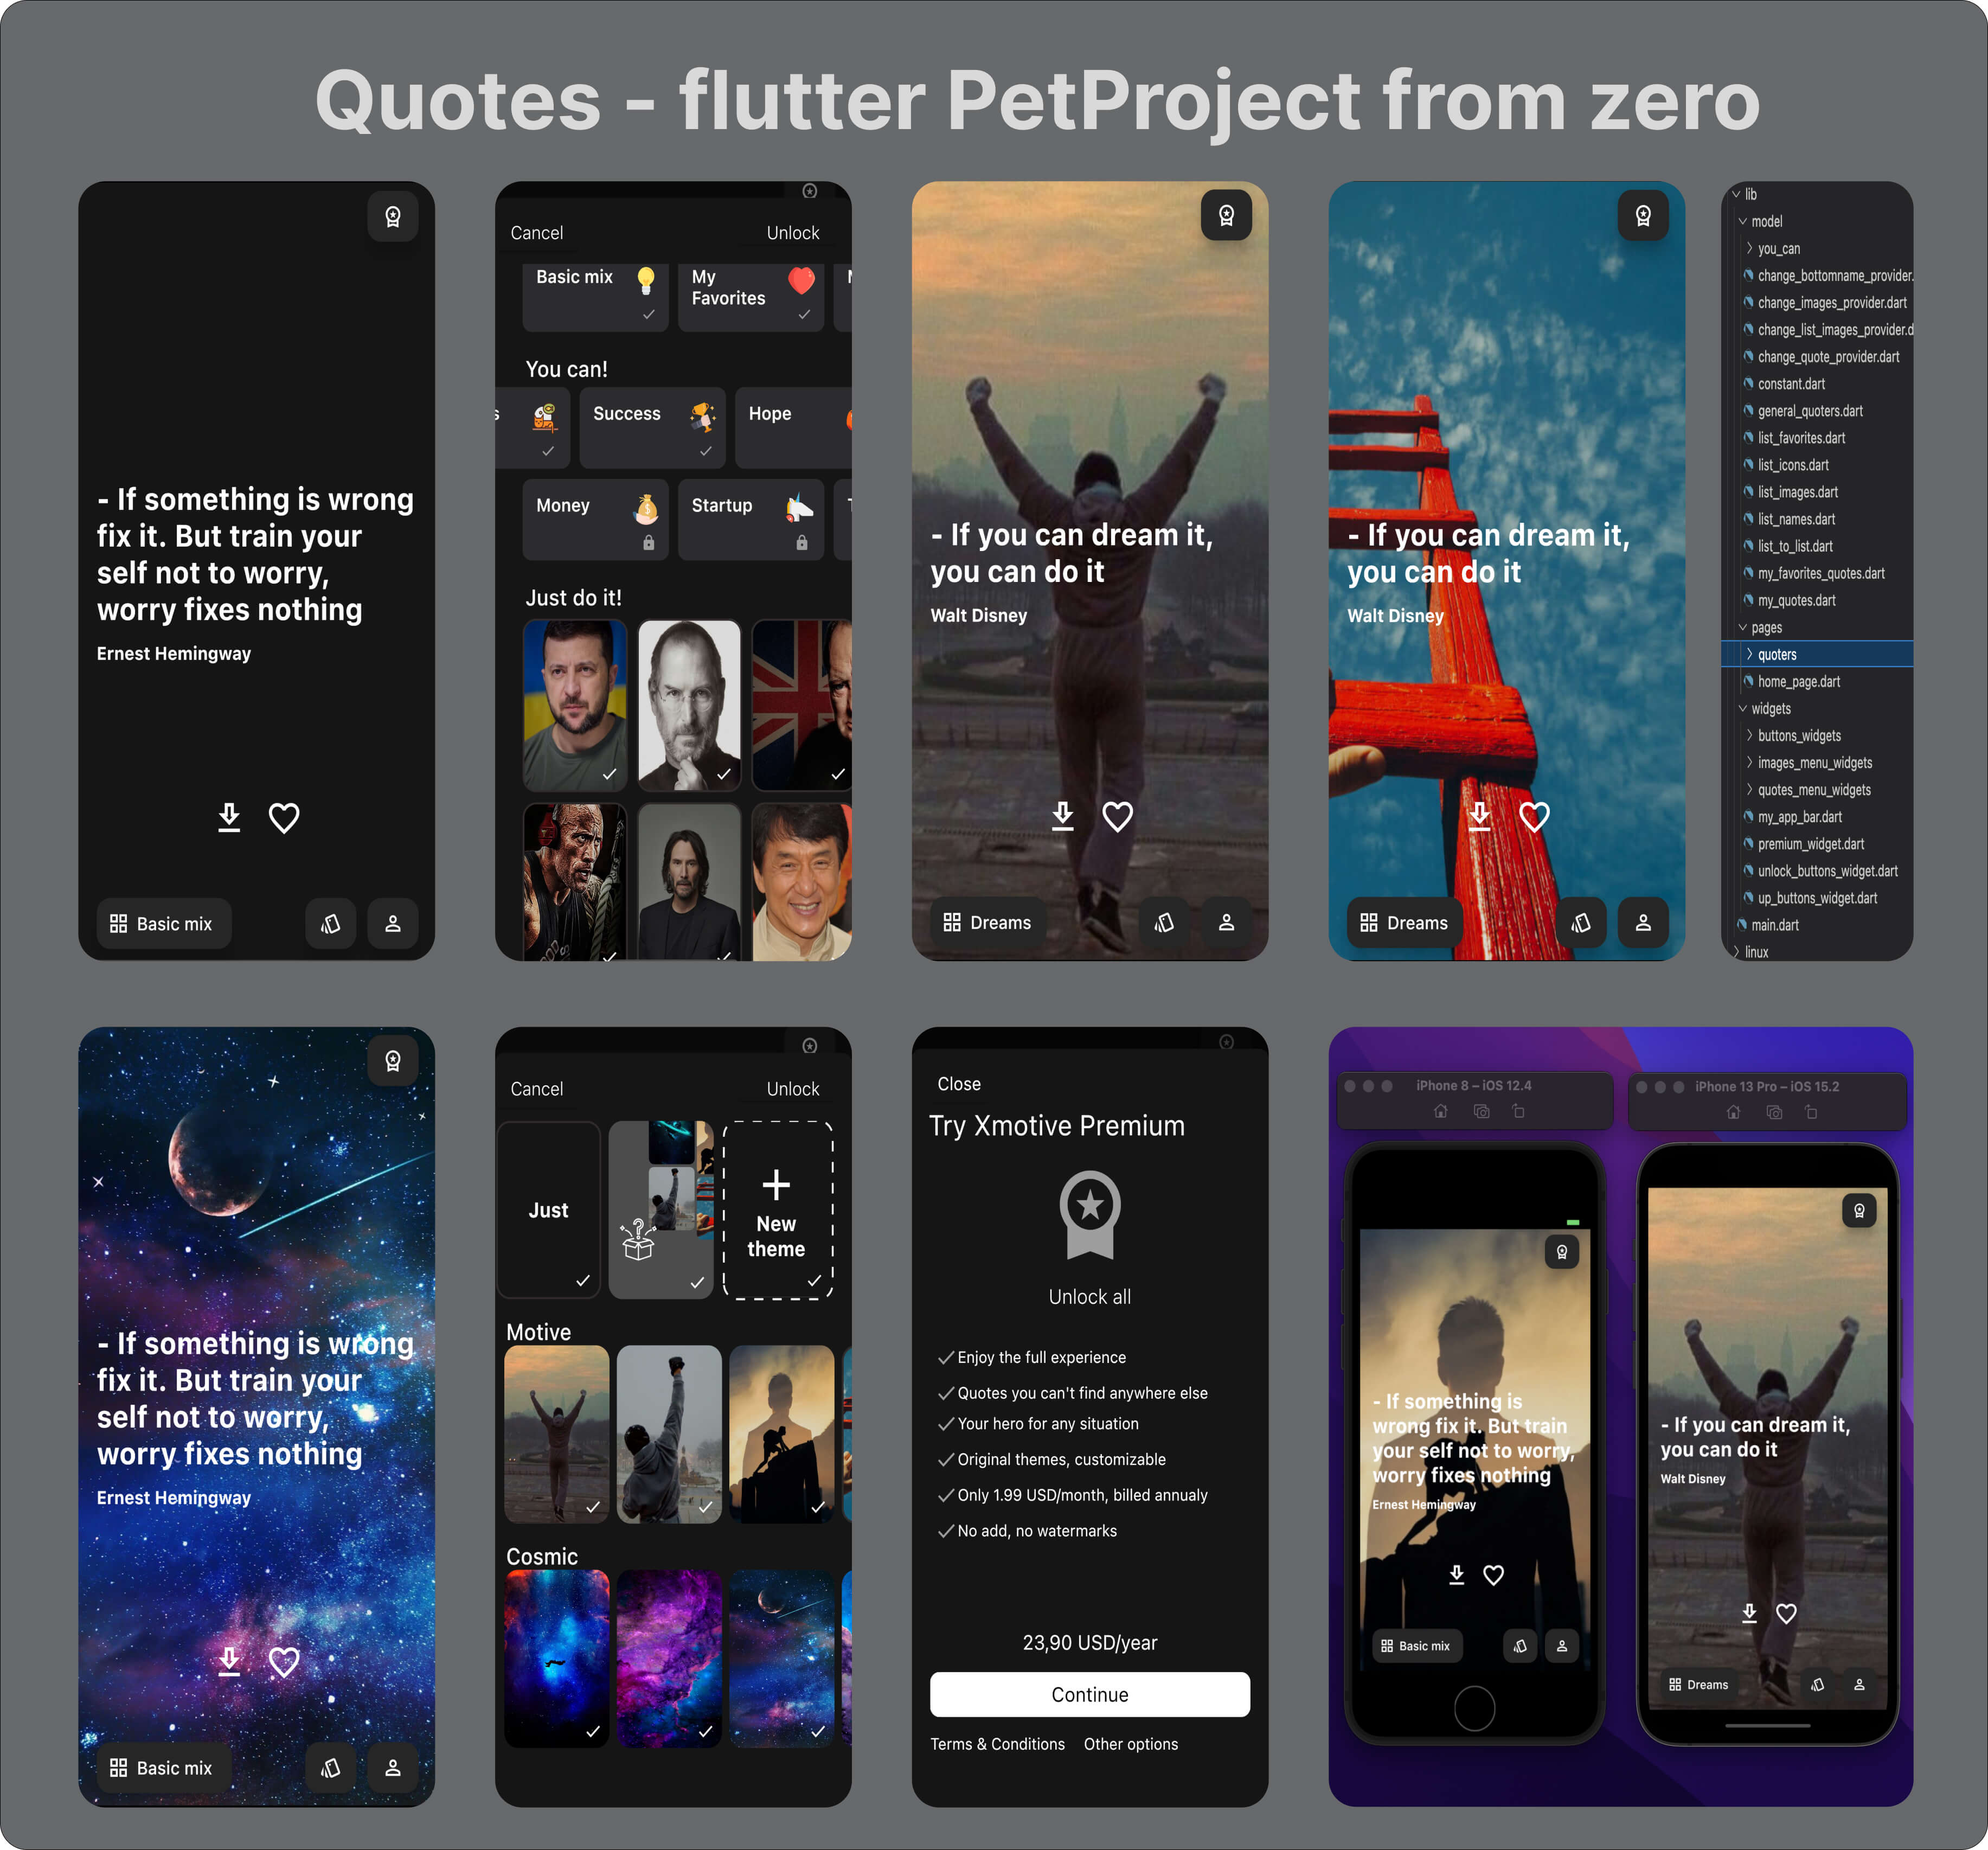 Quotes - flutter PetProject from zero
- If something is wrong
fix it. But train your
self not to worry,
worry fixes nothing
Ernest Hemingway
Basic mix
Cancel
Unlock
Basic mix
My
Favorites
You can!
Success
Hope
Money
Startup
Just do it!
- If you can dream it,
you can do it
Walt Disney
Dreams
- If you can dream it,
you can do it
Walt Disney
Dreams
lib
model
you_can
change_bottomname_provider.
change_images_provider.dart
change_list_images_provider.d
change_quote_provider.dart
constant.dart
general_quoters.dart
list_favorites.dart
list_icons.dart
list_images.dart
list_names.dart
list_to_list.dart
my_favorites_quotes.dart
my_quotes.dart
pages
quoters
home_page.dart
widgets
buttons_widgets
images_menu_widgets
quotes_menu_widgets
my_app_bar.dart
premium_widget.dart
unlock_buttons_widget.dart
up_buttons_widget.dart
main.dart
linux
- If something is wrong
fix it. But train your
self not to worry,
worry fixes nothing
Ernest Hemingway
Basic mix
Cancel
Unlock
Just
New
theme
Motive
Cosmic
Close
Try Xmotive Premium
Unlock all
Enjoy the full experience
Quotes you can't find anywhere else
Your hero for any situation
Original themes, customizable
Only 1.99 USD/month, billed annualy
No add, no watermarks
23,90 USD/year
Continue
Terms & Conditions Other options
iPhone 8 – iOS 12.4
- If something is
wrong fix it. But train
your self not to worry,
worry fixes nothing
Ernest Hemingway
Basic mix
iPhone 13 Pro – iOS 15.2
- If you can dream it,
you can do it
Walt Disney
Dreams